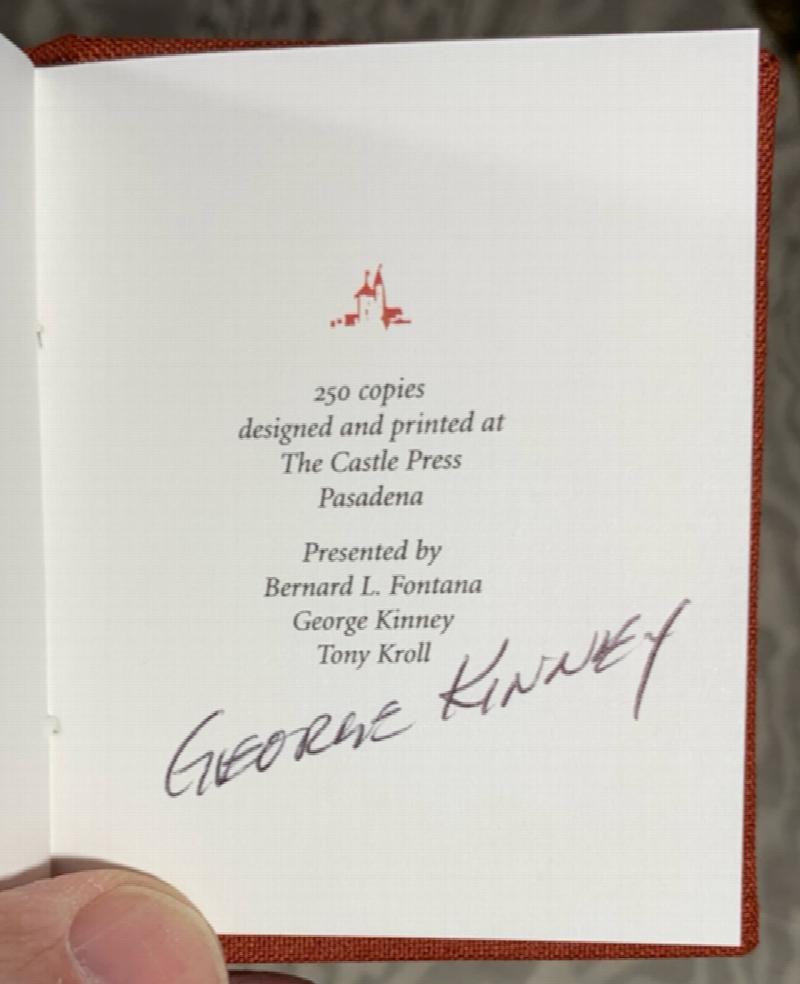 250 copies
designed and printed at
The Castle Press
Pasadena
Presented by
Bernard L. Fontana
George Kinney
Tony Kroll
GEORGE KINNEY